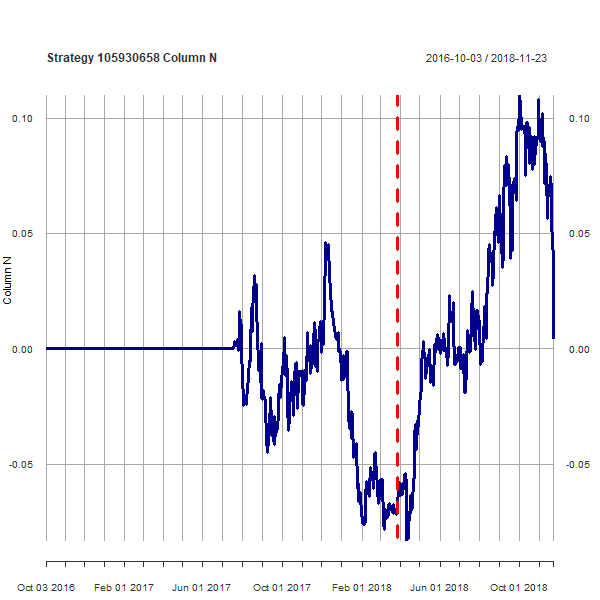 Strategy 105930658 Column N
2016-10-03 / 2018-11-23
0.10
0.10
0.05
0.05
Column N
0.00
0.00
-0.05
-0.05
Oct 03 2016
Feb 01 2017
Jun 01 2017
Oct 01 2017
Feb 01 2018
Jun 01 2018
Oct 01 2018